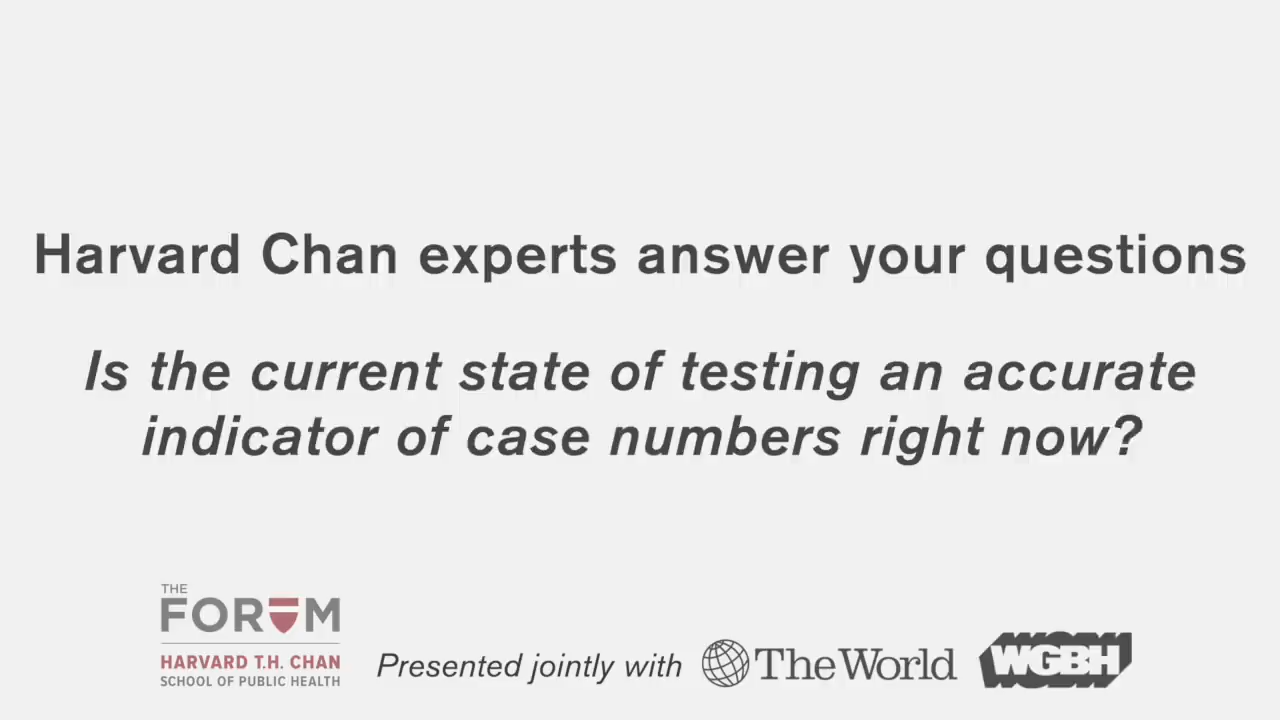 Harvard Chan experts answer your questions
Is the current state of testing an accurate
indicator of case numbers right now?
THE
FORUM
HARVARD T.H. CHAN
SCHOOL OF PUBLIC HEALTH
Presented jointly with
The World
WGBH